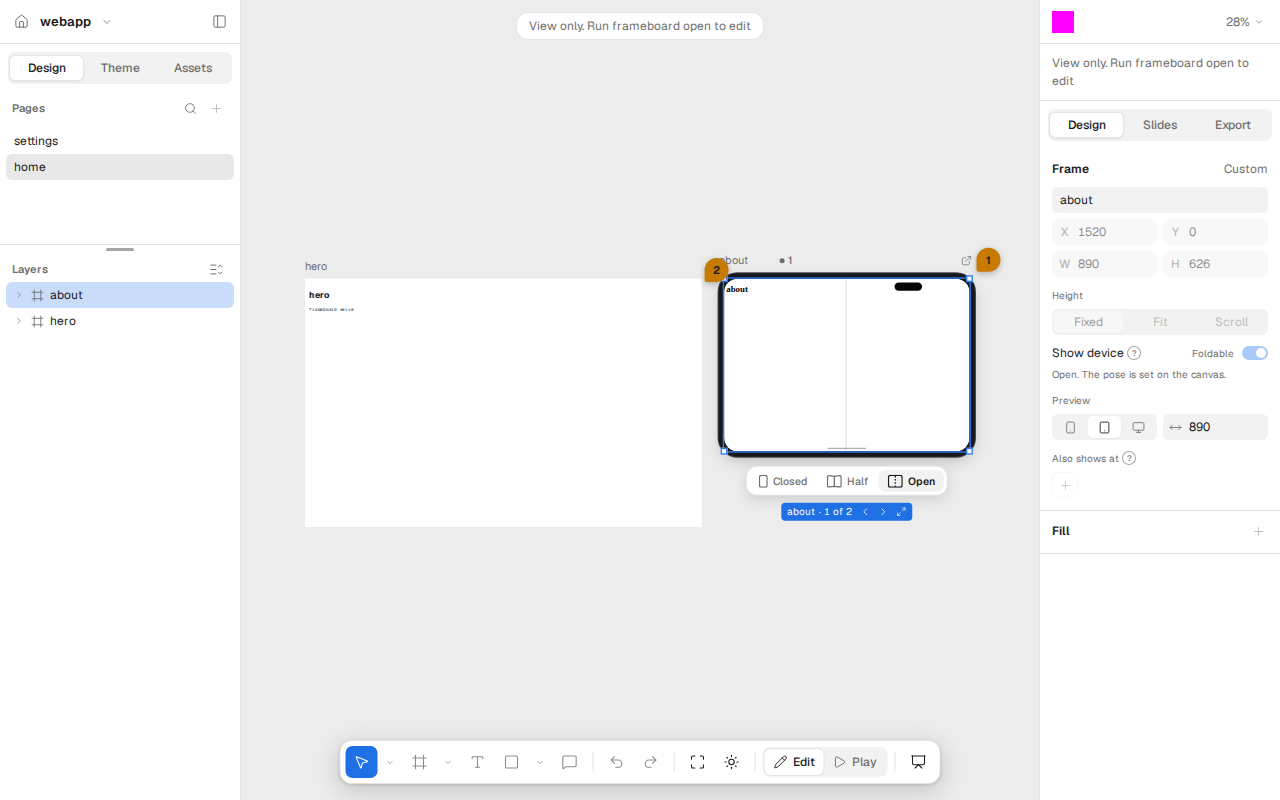 webapp
View only. Run frameboard open to edit
28%
Design
Theme
Assets
View only. Run frameboard open to
edit
Pages
Design
Slides
Export
settings
home
Frame
Custom
about
X 1520
Y 0
W 890
H 626
Layers
about
hero
hero
about
1
1
2
hero
frameboard serve
about
Height
Fixed
Fit
Scroll
Show device ?
Foldable
Open. The pose is set on the canvas.
Preview
890
Also shows at ?
Closed
Half
Open
about · 1 of 2
Fill
Edit
Play